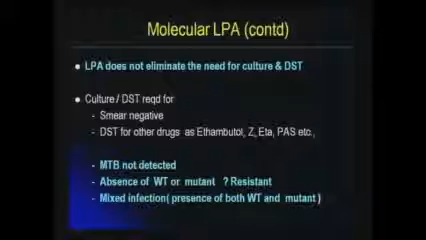 Molecular LPA (contd)
LPA does not eliminate the need for culture & DST
Culture / DST reqd for
- Smear negative
- DST for other drugs as Ethambutol, Z, Eta, PAS etc.,
- MTB not detected
- Absence of WT or mutant ? Resistant
- Mixed infection( presence of both WT and mutant )